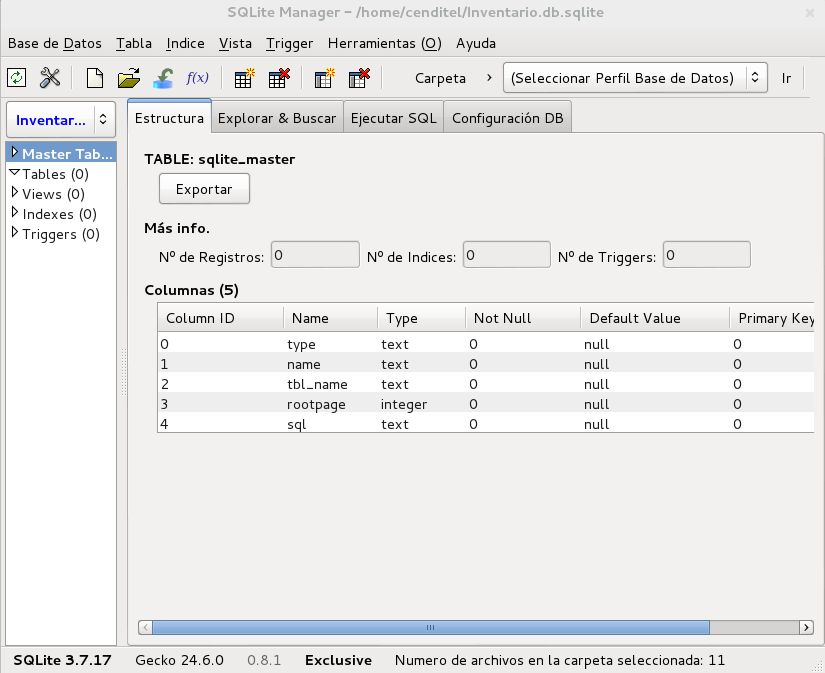 SQLite Manager – /home/cenditel/Inventario.db.sqlite
Base de Datos Tabla Indice Vista Trigger Herramientas (O) Ayuda
f(x) Carpeta (Seleccionar Perfil Base de Datos) Ir
Inventar... Estructura Explorar & Buscar Ejecutar SQL Configuración DB
Master Tab...
Tables (0)
Views (0)
Indexes (0)
Triggers (0)
TABLE: sqlite_master
Exportar
Más info.
Nº de Registros: 0 Nº de Indices: 0 Nº de Triggers: 0
Columnas (5)
Column ID Name Type Not Null Default Value Primary Key
0 type text 0 null 0
1 name text 0 null 0
2 tbl_name text 0 null 0
3 rootpage integer 0 null 0
4 sql text 0 null 0
SQLite 3.7.17 Gecko 24.6.0 0.8.1 Exclusive Numero de archivos en la carpeta seleccionada: 11